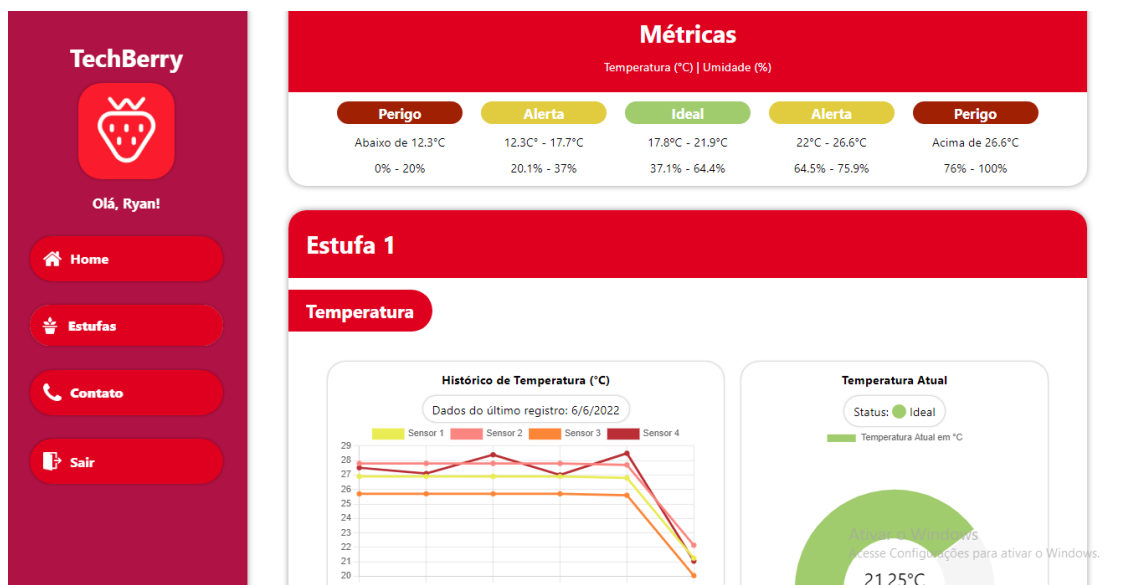 TechBerry
Olá, Ryan!
Home
Estufas
Contato
Sair
Métricas
Temperatura (°C) | Umidade (%)
Perigo Alerta Ideal Alerta Perigo
Abaixo de 12.3°C 12.3C° - 17.7°C 17.8ºC - 21.9°C 22°C - 26.6°C Acima de 26.6°C
0% - 20% 20.1% - 37% 37.1% - 64.4% 64.5% - 75.9% 76% - 100%
Estufa 1
Temperatura
Histórico de Temperatura (°C)
Dados do último registro: 6/6/2022
Sensor 1 Sensor 2 Sensor 3 Sensor 4
29
28
27
26
25
24
23
22
21
20
Temperatura Atual
Status: Ideal
Temperatura Atual em °C
21.25°C
Ativar o Windows
Acesse Configurações para ativar o Windows.